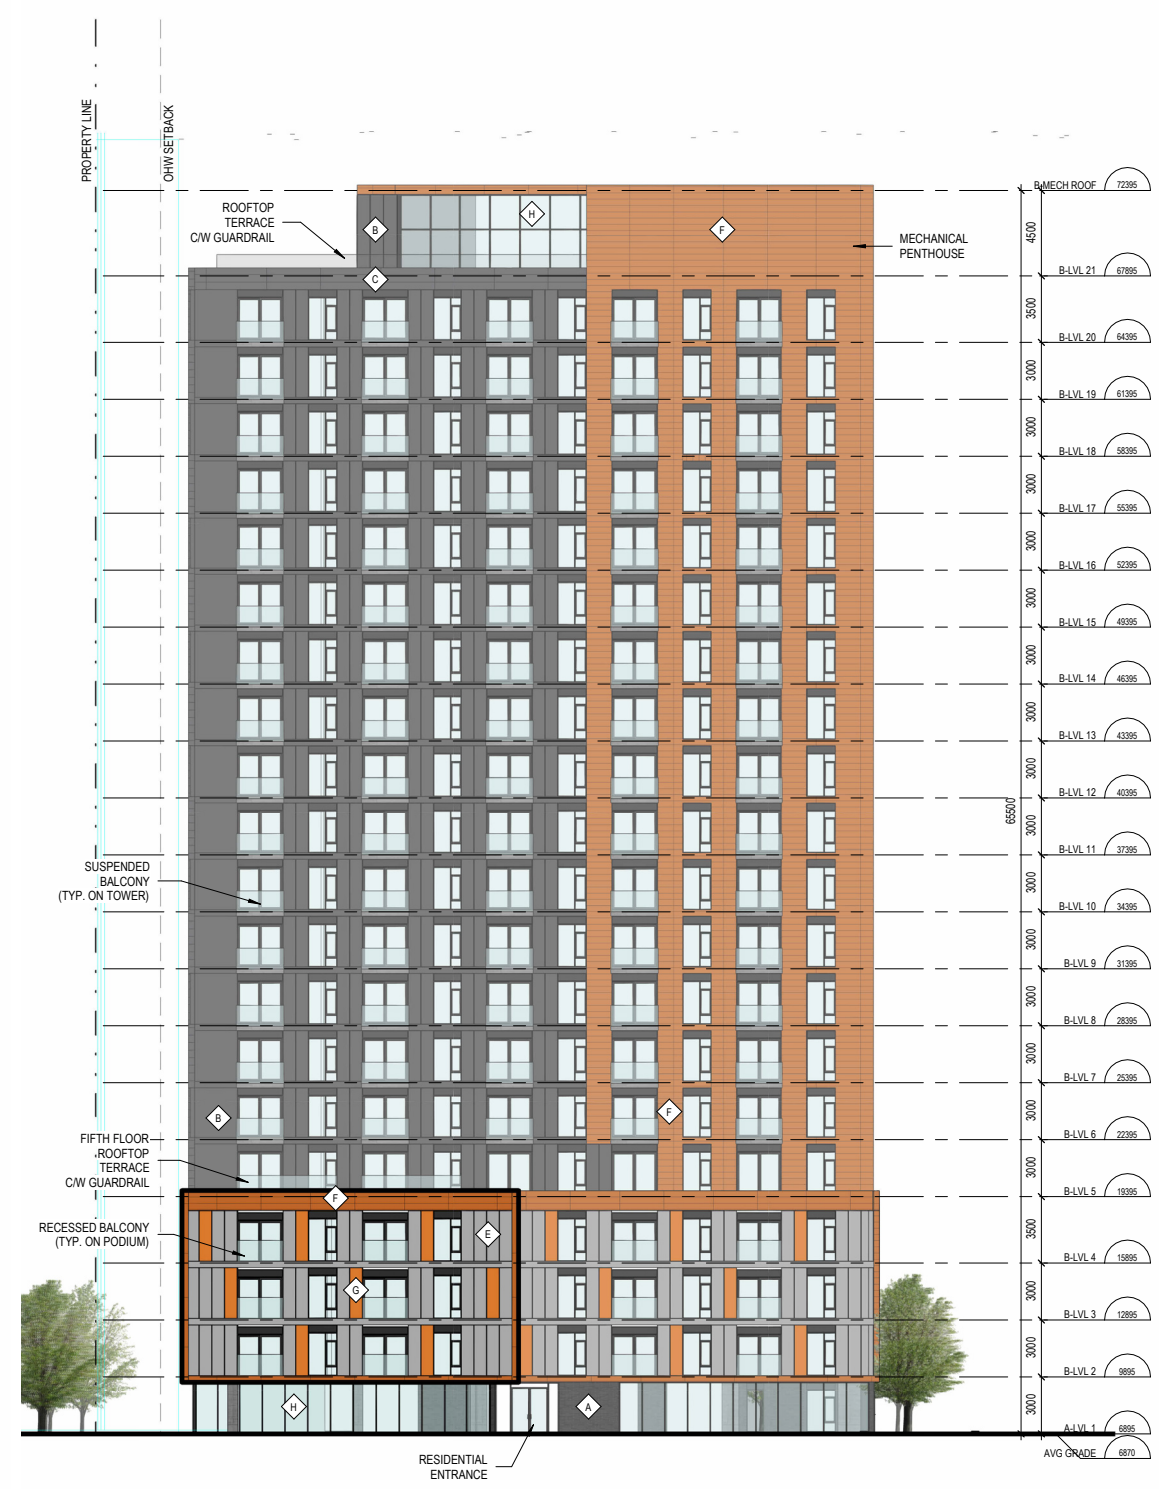 PROPERTY LINE
OHW SETBACK
B-MECH ROOF 72395
ROOFTOP
TERRACE
C/W GUARDRAIL
B
H
F
MECHANICAL
PENTHOUSE
4500
C
B-LVL 21 67895
3500
B-LVL 20 64395
3000
B-LVL 19 61395
3000
B-LVL 18 58395
3000
B-LVL 17 55395
3000
B-LVL 16 52395
3000
B-LVL 15 49395
3000
B-LVL 14 46395
3000
B-LVL 13 43395
3000
B-LVL 12 40395
65500
3000
B-LVL 11 37395
SUSPENDED
BALCONY
(TYP. ON TOWER)
3000
B-LVL 10 34395
3000
B-LVL 9 31395
3000
B-LVL 8 28395
3000
B-LVL 7 25395
B
F
3000
B-LVL 6 22395
FIFTH FLOOR
ROOFTOP
TERRACE
C/W GUARDRAIL
3000
B-LVL 5 19395
F
RECESSED BALCONY
(TYP. ON PODIUM)
E
3500
B-LVL 4 15895
G
3000
B-LVL 3 12895
3000
B-LVL 2 9895
H
A
3000
A-LVL 1 6895
AVG GRADE 6870
RESIDENTIAL
ENTRANCE